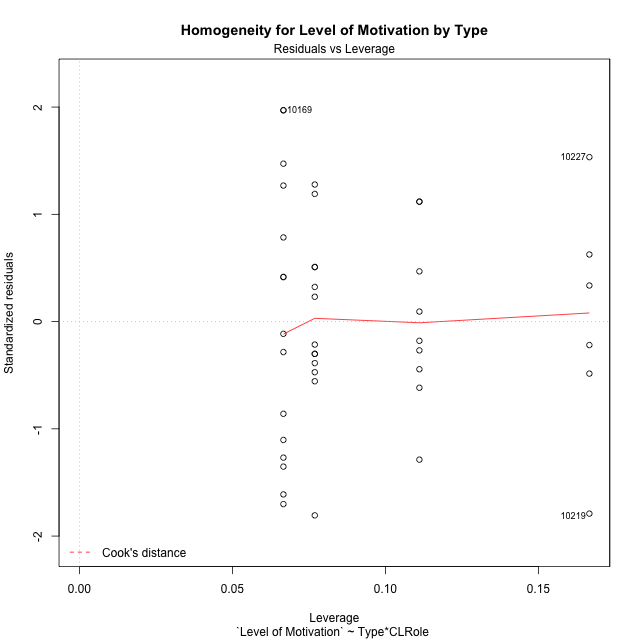 Homogeneity for Level of Motivation by Type
Residuals vs Leverage
Standardized residuals
2
1
0
-1
-2
10169
10227
10219
Cook's distance
0.00 0.05 0.10 0.15
Leverage
`Level of Motivation` ~ Type*CLRole